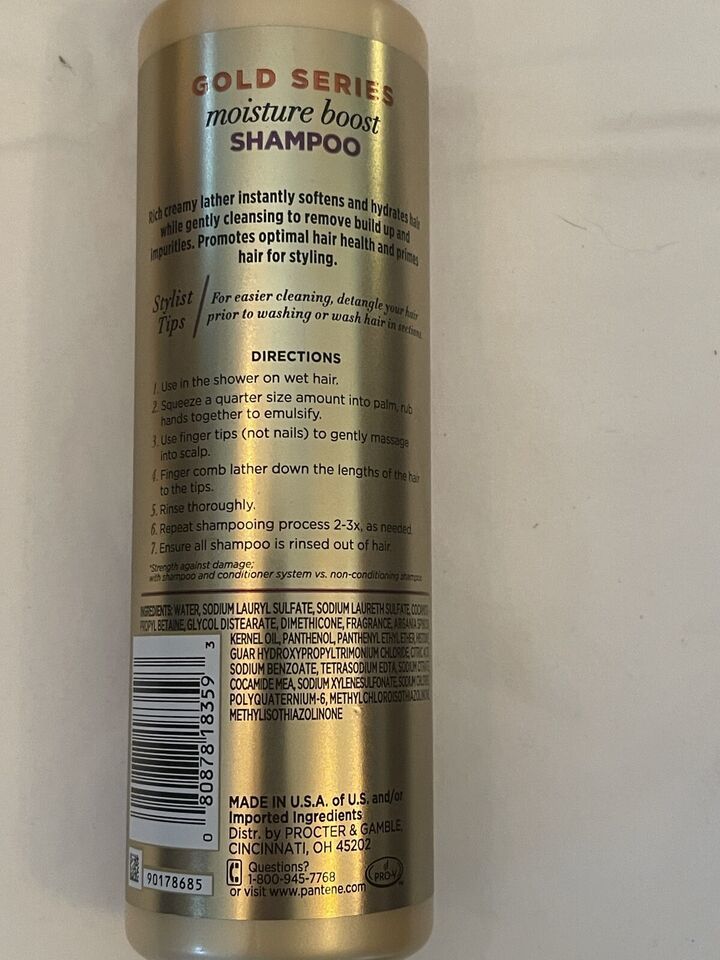 GOLD SERIES
moisture boost
SHAMPOO
Rich creamy lather instantly softens and hydrates hair
while gently cleansing to remove build up and
impurities. Promotes optimal hair health and primes
hair for styling.
Stylist
Tips
For easier cleaning, detangle your hair
prior to washing or wash hair in sections
DIRECTIONS
1. Use in the shower on wet hair.
2. Squeeze a quarter size amount into palm, rub
hands together to emulsify.
3. Use finger tips (not nails) to gently massage
into scalp.
4. Finger comb lather down the lengths of the hair
to the tips.
5. Rinse thoroughly.
6. Repeat shampooing process 2-3x, as needed
7. Ensure all shampoo is rinsed out of hair
*Strength against damage;
with shampoo and conditioner system vs. non-conditioning shampoo
INGREDIENTS: WATER, SODIUM LAURYL SULFATE, SODIUM LAURETH SULFATE,
PROPYL BETAINE, GLYCOL DISTEARATE, DIMETHICONE, FRAGRANCE, ARGANIA
KERNEL OIL, PANTHENOL, PANTHENYL ETHYL ETHER,
GUAR HYDROXYPROPYLTRIMONIUM CHLORIDE, CITRIC
SODIUM BENZOATE, TETRASODIUM EDTA, SODIUM
COCAMIDE MEA, SODIUM XYLENESULFONATE, SODIUM
POLYQUATERNIUM-6, METHYLCHLOROISOTHIAZOLINONE
METHYLISOTHIAZOLINONE
0 80878 18359 3
MADE IN U.S.A. of U.S. and/or
Imported Ingredients
Distr. by PROCTER & GAMBLE,
CINCINNATI, OH 45202
Questions?
1-800-945-7768
or visit www.pantene.com
PRO-V
90178685